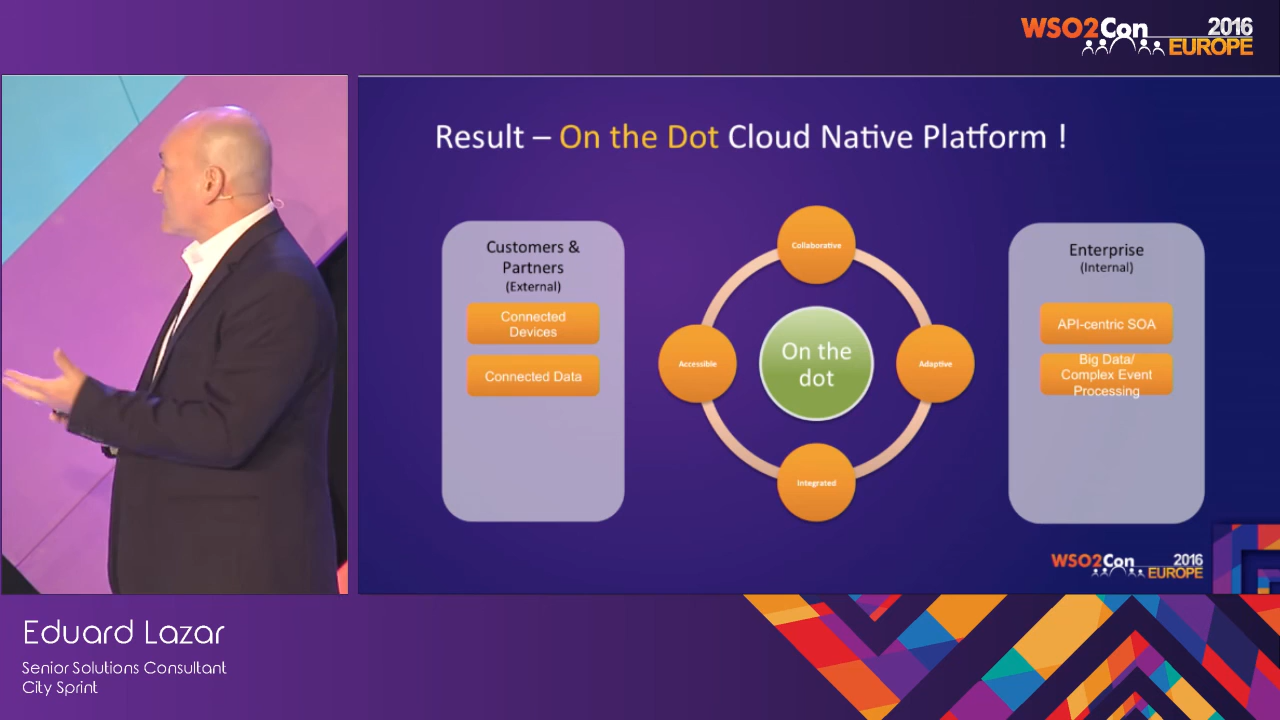 WSO2Con 2016
EUROPE
Result – On the Dot Cloud Native Platform !
Customers &
Partners
(External)
Connected
Devices
Connected Data
Collaborative
Accessible
On the
dot
Adaptive
Integrated
Enterprise
(Internal)
API-centric SOA
Big Data/
Complex Event
Processing
WSO2Con 2016
EUROPE
Eduard Lazar
Senior Solutions Consultant
City Sprint